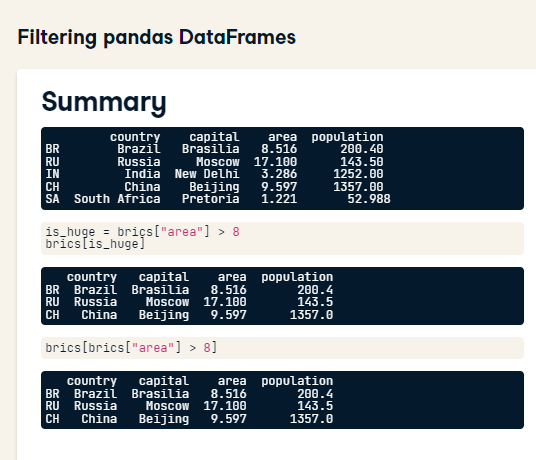 Filtering pandas DataFrames
Summary
         country    capital    area  population
BR        Brazil   Brasilia   8.516      200.40
RU        Russia     Moscow  17.100      143.50
IN         India  New Delhi   3.286     1252.00
CH         China    Beijing   9.597     1357.00
SA  South Africa   Pretoria   1.221      52.988
is_huge = brics["area"] > 8
brics[is_huge]
   country   capital    area  population
BR  Brazil  Brasilia   8.516       200.4
RU  Russia    Moscow  17.100       143.5
CH   China   Beijing   9.597      1357.0
brics[brics["area"] > 8]
   country   capital    area  population
BR  Brazil  Brasilia   8.516       200.4
RU  Russia    Moscow  17.100       143.5
CH   China   Beijing   9.597      1357.0